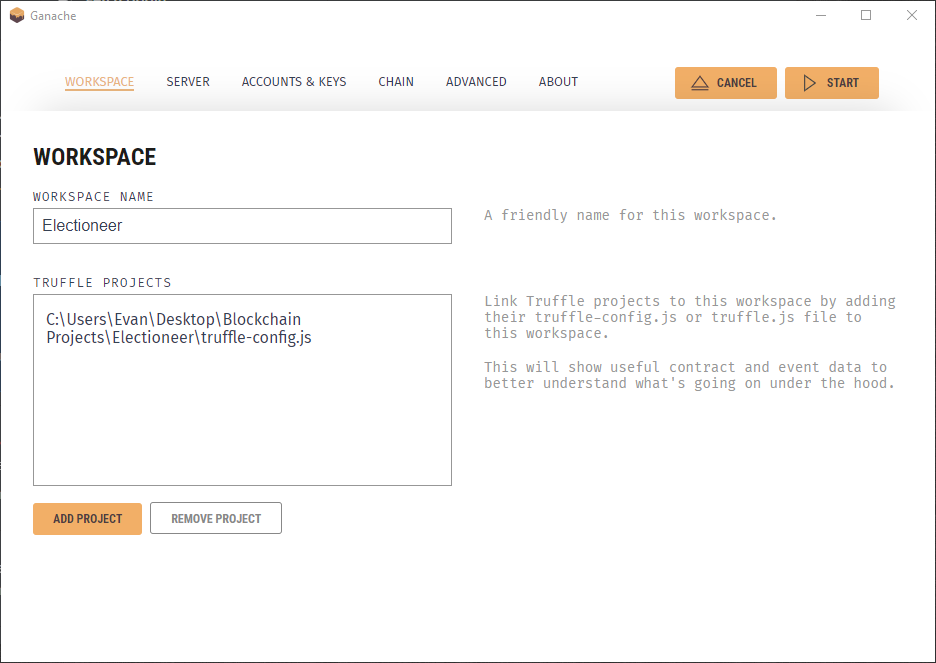 Ganache
WORKSPACE
SERVER
ACCOUNTS & KEYS
CHAIN
ADVANCED
ABOUT
CANCEL
START
WORKSPACE
WORKSPACE NAME
Electioneer
A friendly name for this workspace.
TRUFFLE PROJECTS
C:\Users\Evan\Desktop\Blockchain
Projects\Electioneer\truffle-config.js
Link Truffle projects to this workspace by adding
their truffle-config.js or truffle.js file to
this workspace.
This will show useful contract and event data to
better understand what's going on under the hood.
ADD PROJECT
REMOVE PROJECT